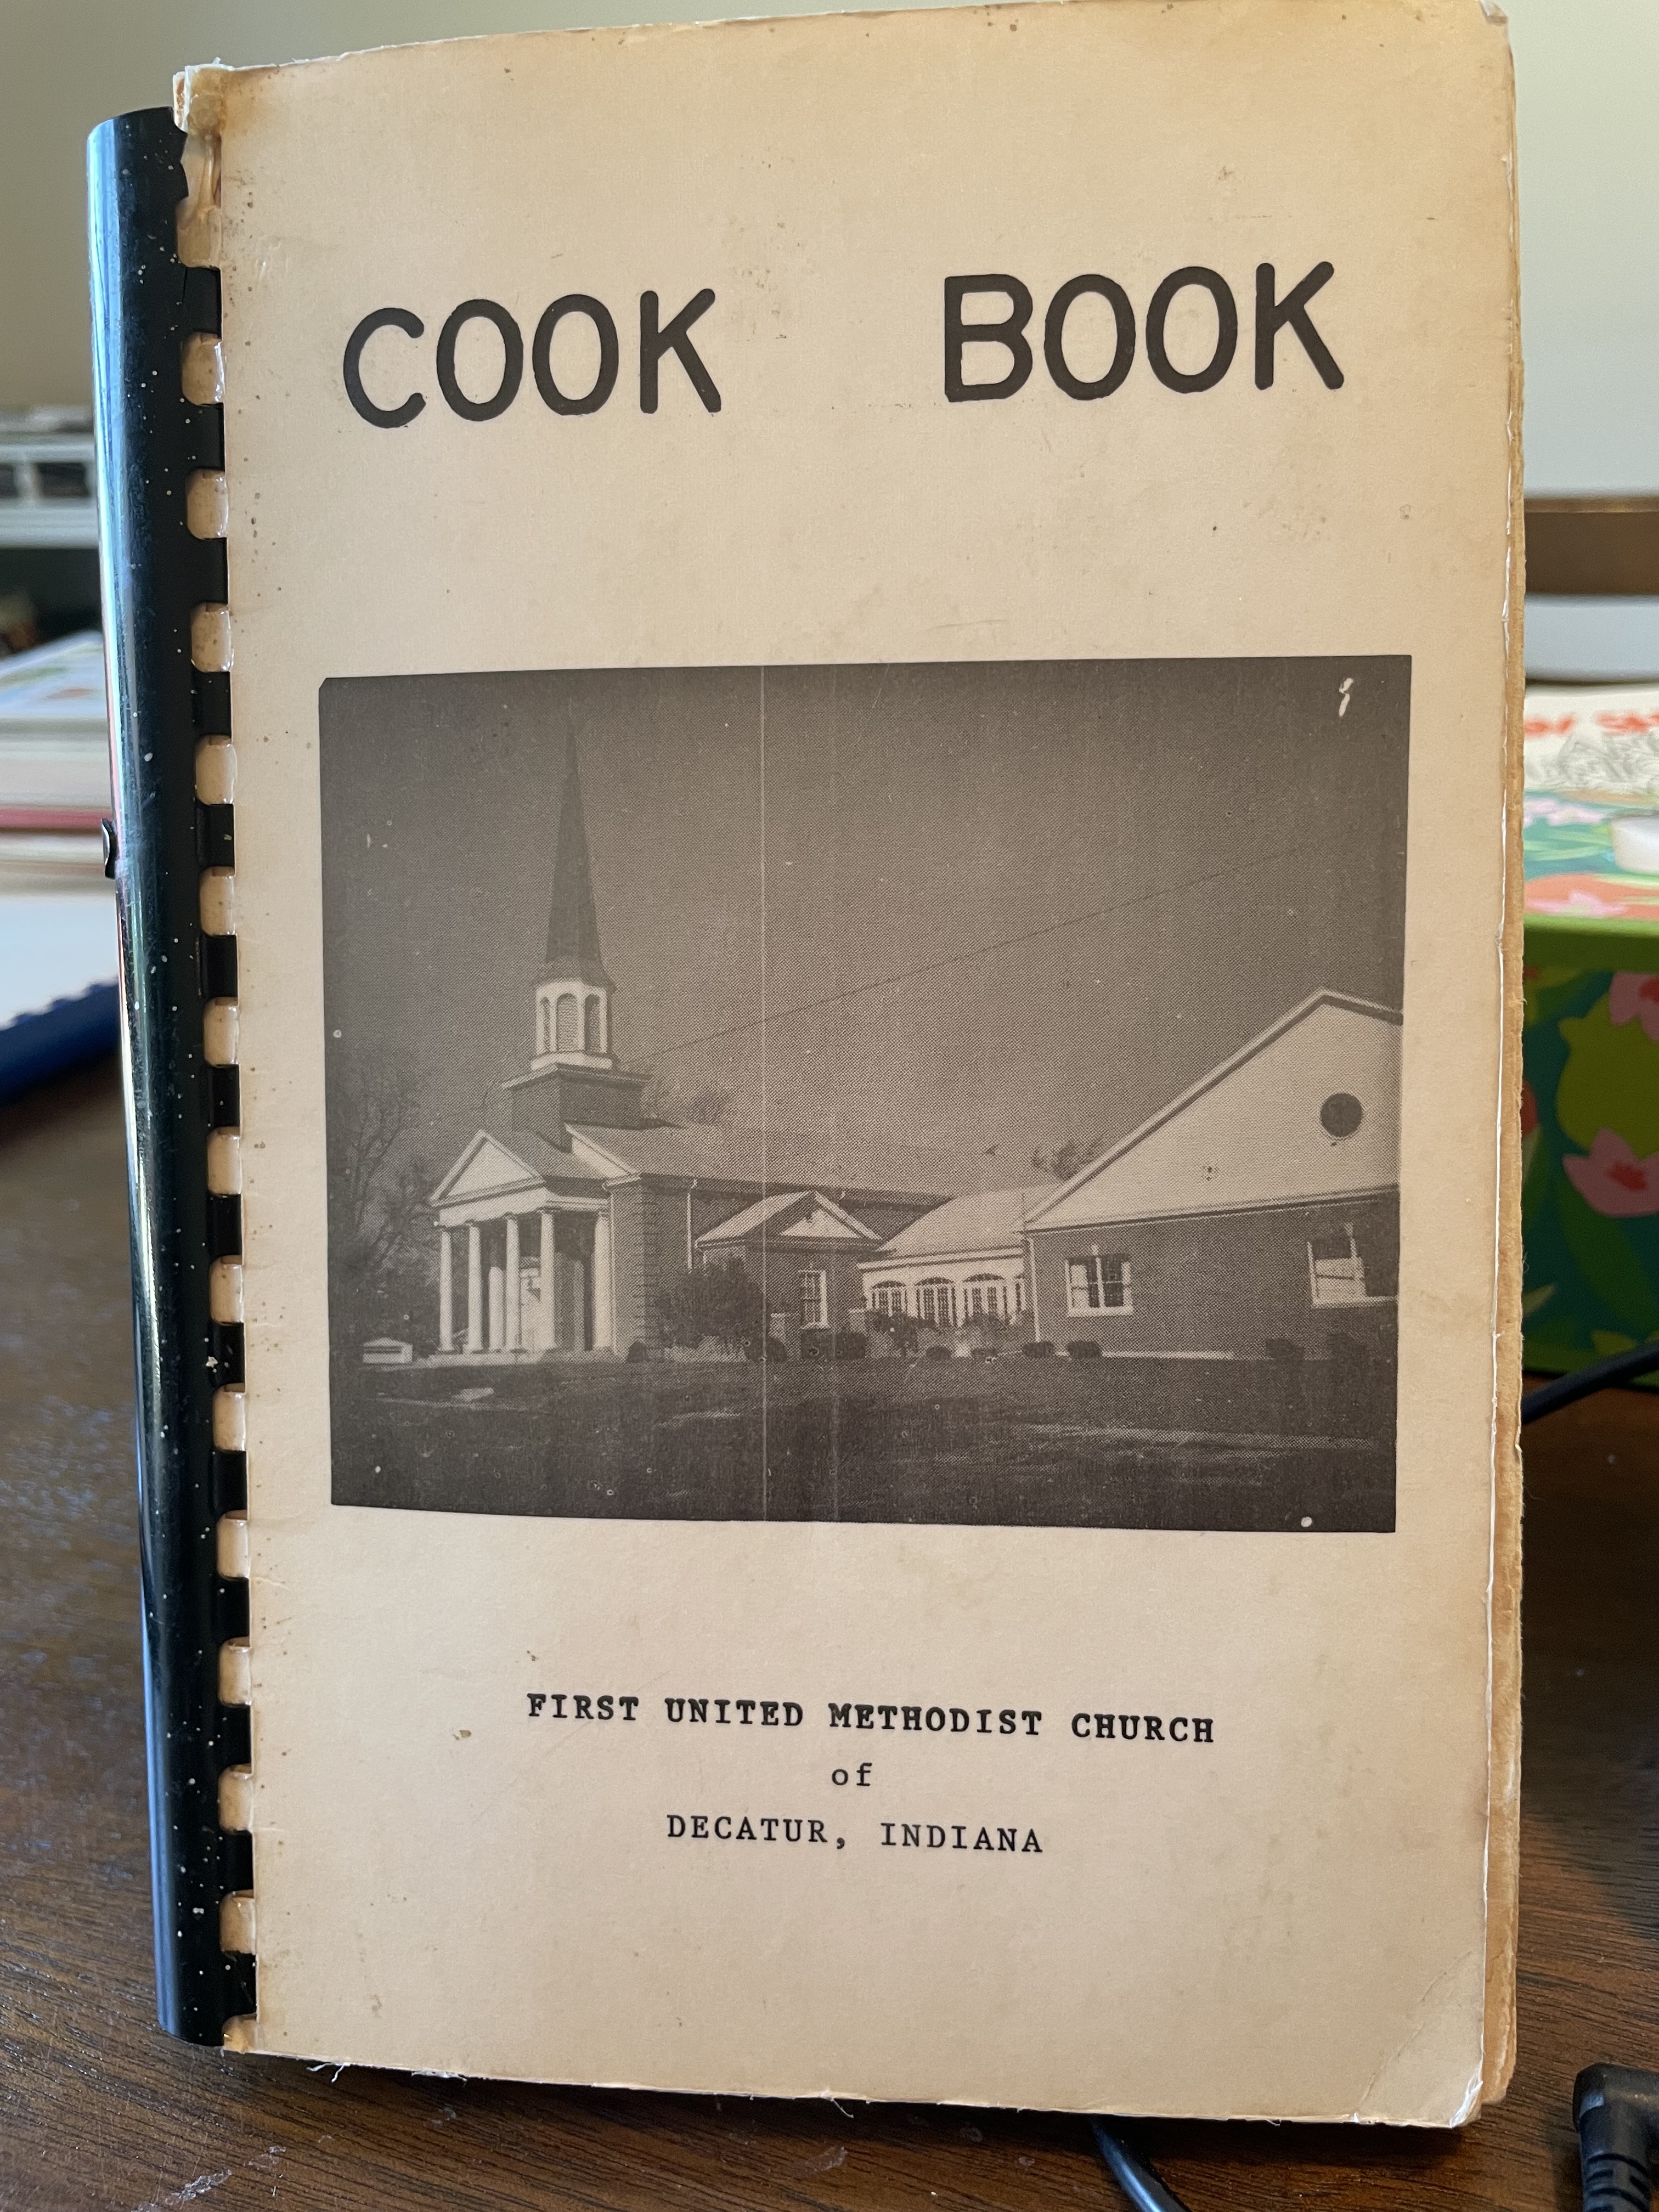 COOK BOOK
FIRST UNITED METHODIST CHURCH
of
DECATUR, INDIANA